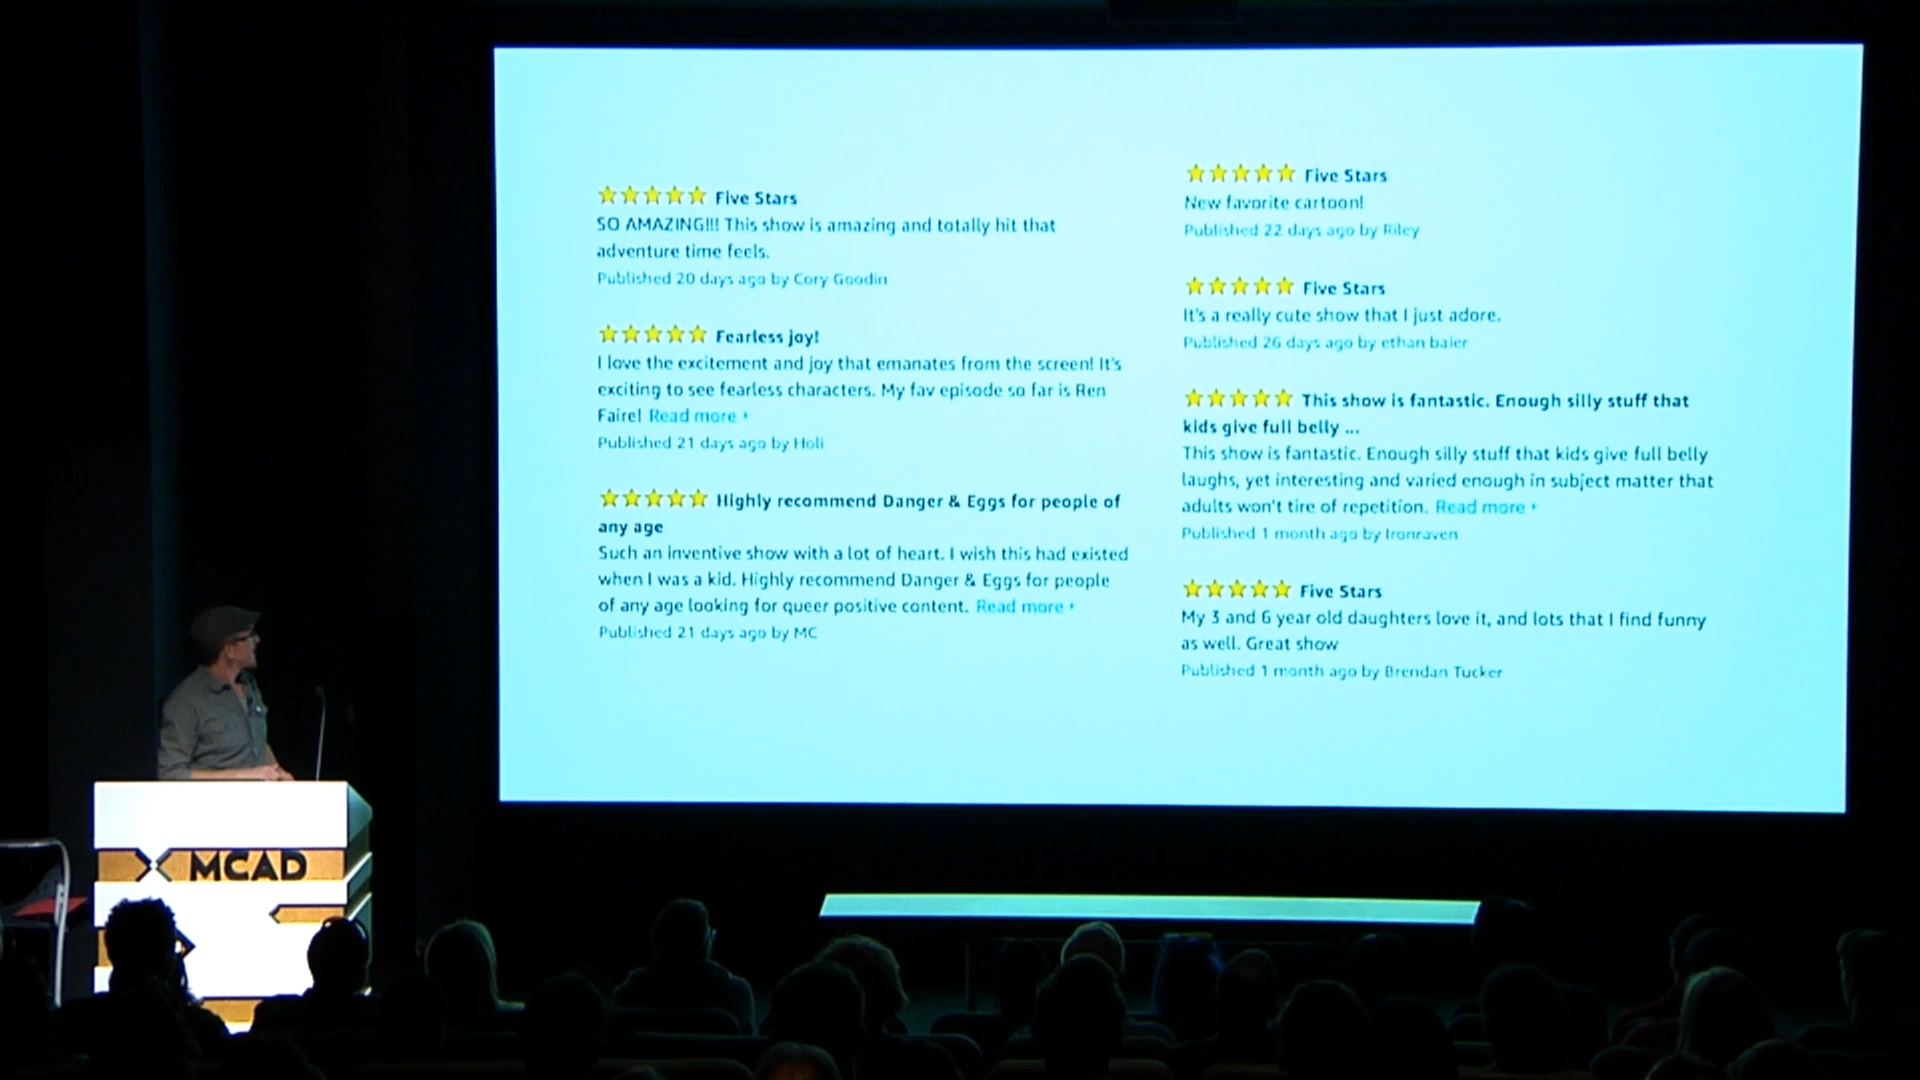 Five Stars
SO AMAZING!!! This show is amazing and totally hit that
adventure time feels.
Published 20 days ago by Cory Goodin
Fearless joy!
I love the excitement and joy that emanates from the screen! It's
exciting to see fearless characters. My fav episode so far is Ren
Faire! Read more
Published 21 days ago by Holi
Highly recommend Danger & Eggs for people of
any age
Such an inventive show with a lot of heart. I wish this had existed
when I was a kid. Highly recommend Danger & Eggs for people
of any age looking for queer positive content. Read more
Published 21 days ago by MC
Five Stars
New favorite cartoon!
Published 22 days ago by Riley
Five Stars
It's a really cute show that I just adore.
Published 26 days ago by ethan baier
This show is fantastic. Enough silly stuff that
kids give full belly ...
This show is fantastic. Enough silly stuff that kids give full belly
laughs, yet interesting and varied enough in subject matter that
adults won't tire of repetition. Read more
Published 1 month ago by Ironraven
Five Stars
My 3 and 6 year old daughters love it, and lots that I find funny
as well. Great show
Published 1 month ago by Brendan Tucker
MCAD